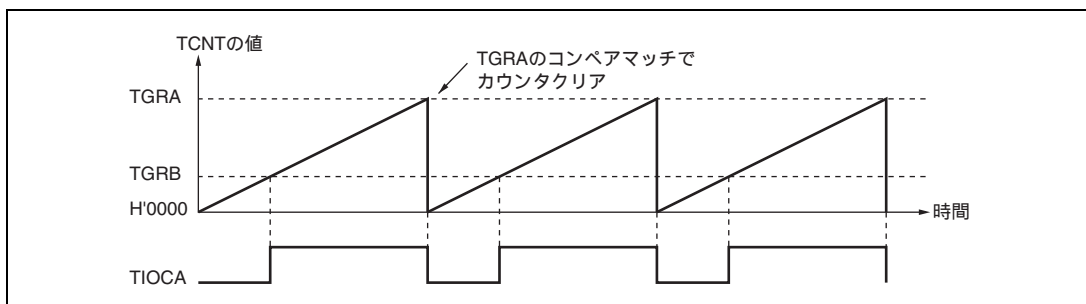 TCNTの値
TGRAのコンペアマッチで
カウンタクリア
TGRA
TGRB
H'0000
時間
TIOCA